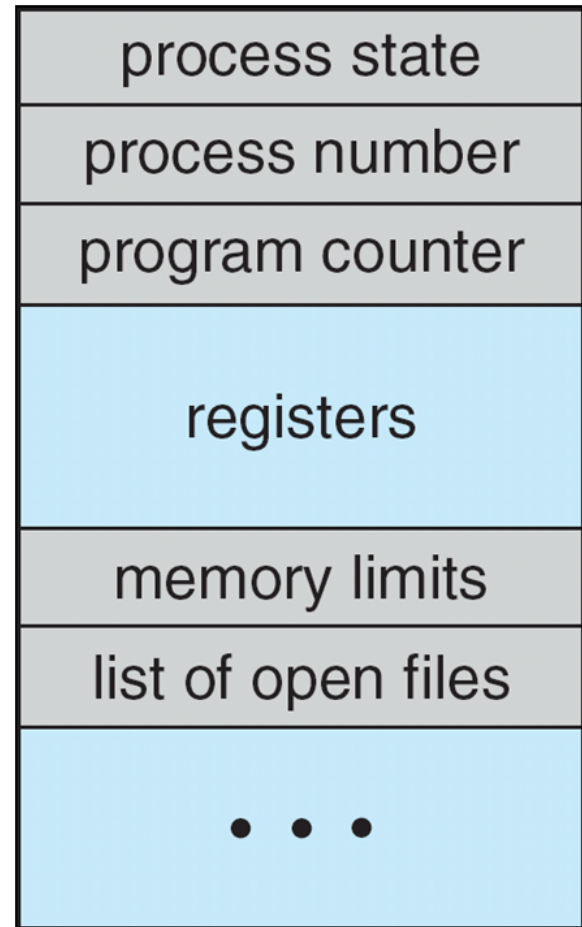 process state
process number
program counter
registers
memory limits
list of open files
• • •